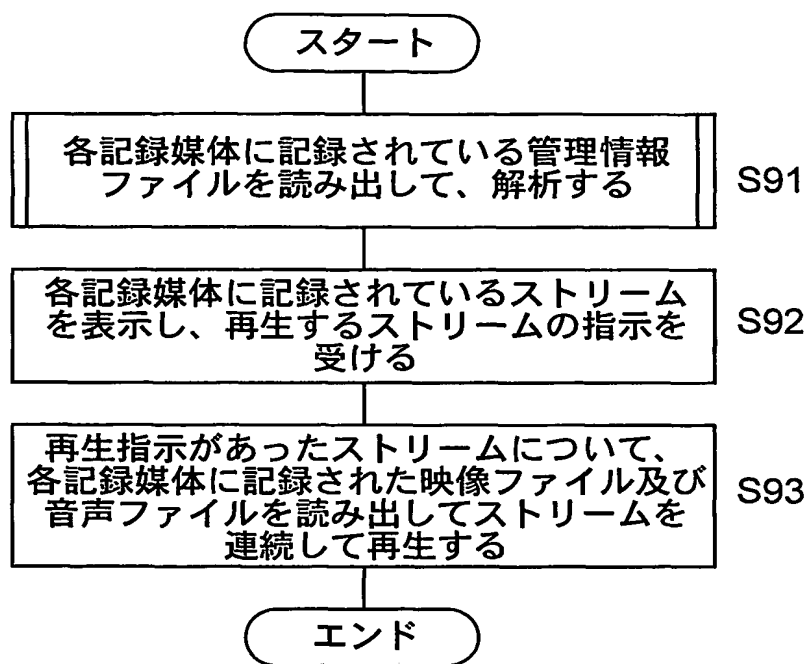 スタート
各記録媒体に記録されている管理情報
ファイルを読み出して、解析する
S91
各記録媒体に記録されているストリーム
を表示し、再生するストリームの指示を
受ける
S92
再生指示があったストリームについて、
各記録媒体に記録された映像ファイル及び
音声ファイルを読み出してストリームを
連続して再生する
S93
エンド